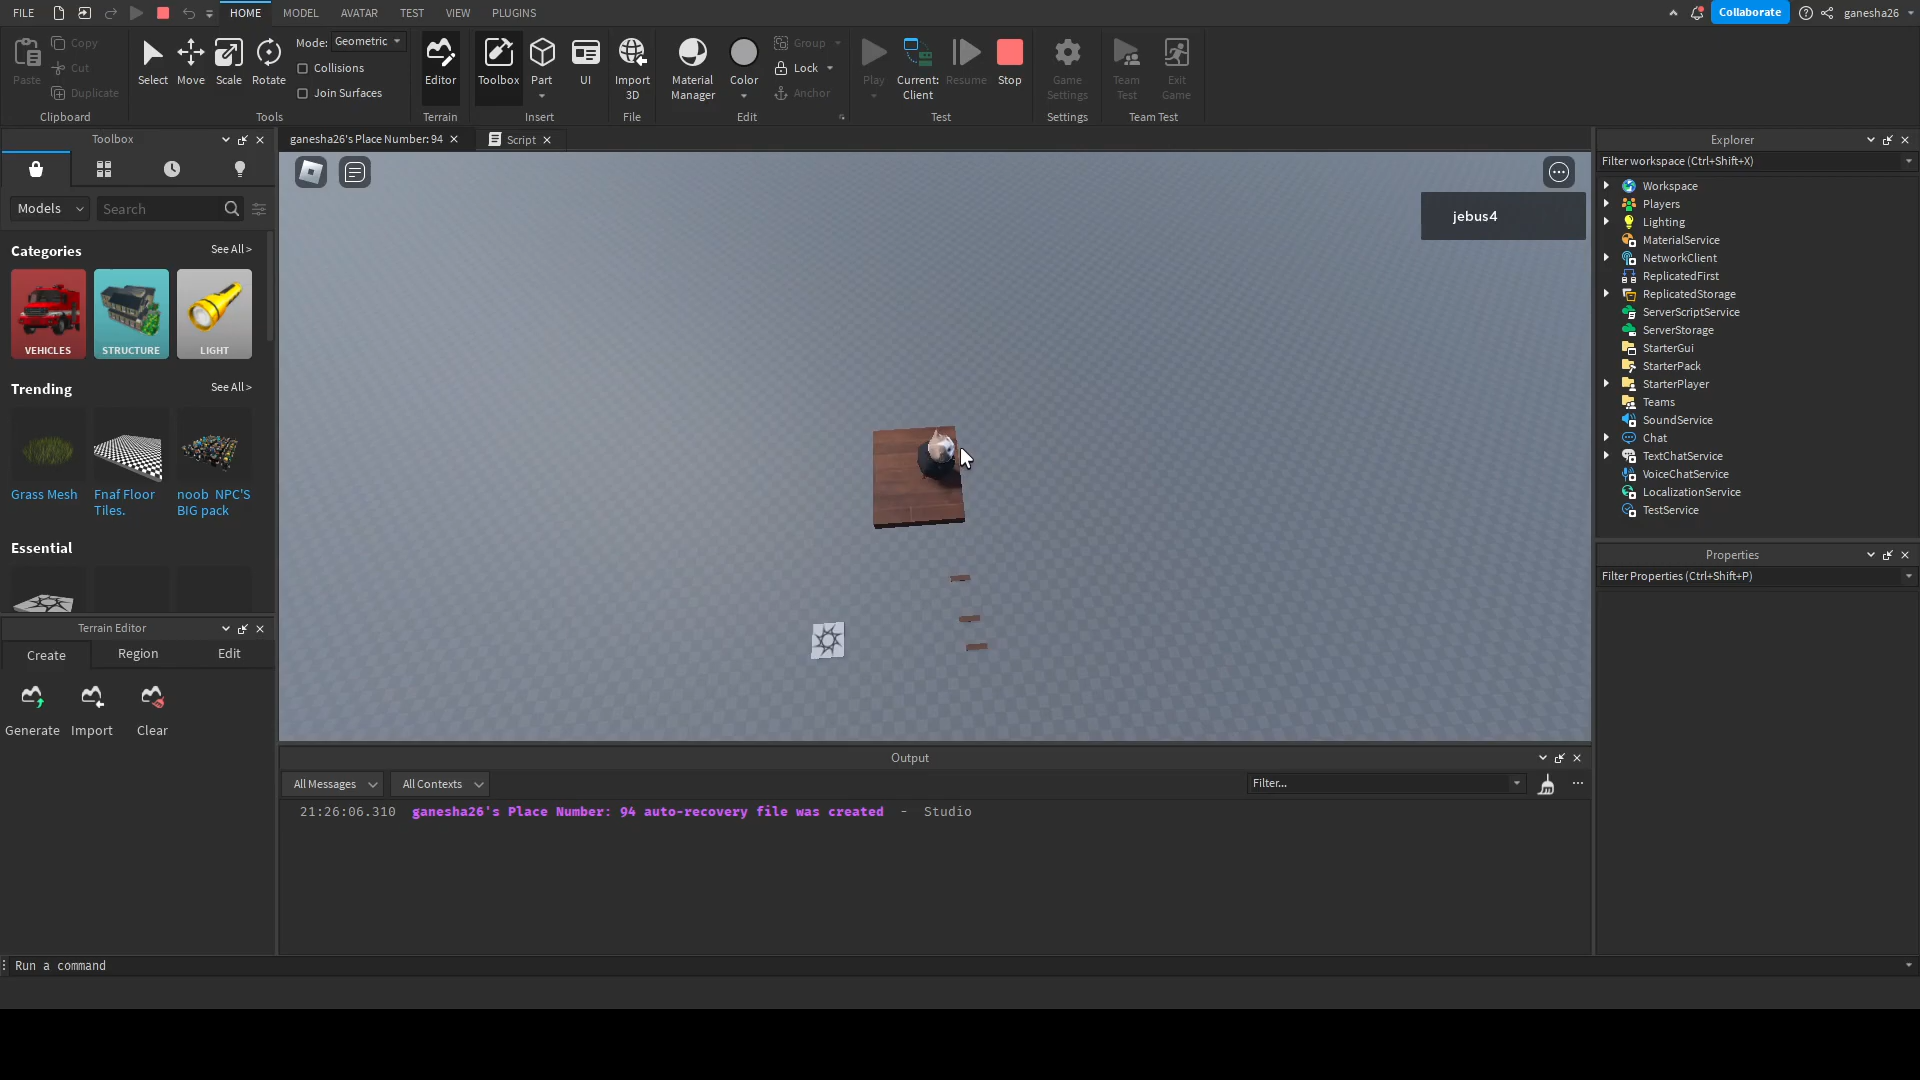 FILE HOME MODEL AVATAR TEST VIEW PLUGINS Collaborate ganesha26
Paste Copy Cut Duplicate Clipboard
Select Move Scale Rotate Mode: Geometric Collisions Join Surfaces Tools
Editor Terrain
Toolbox Part UI Insert
Import 3D File
Material Manager Color Group Lock Anchor Edit
Play Current: Client Resume Stop Test
Game Settings Settings
Team Test Exit Game Team Test
Toolbox
Models Search
Categories See All >
VEHICLES STRUCTURE LIGHT
Trending See All >
Grass Mesh Fnaf Floor Tiles. noob NPC'S BIG pack
Essential
Terrain Editor
Create Region Edit
Generate Import Clear
ganesha26's Place Number: 94 Script
jebus4
Output
All Messages All Contexts Filter...
21:26:06.310 ganesha26's Place Number: 94 auto-recovery file was created - Studio
Run a command
Explorer
Filter workspace (Ctrl+Shift+X)
Workspace
Players
Lighting
MaterialService
NetworkClient
ReplicatedFirst
ReplicatedStorage
ServerScriptService
ServerStorage
StarterGui
StarterPack
StarterPlayer
Teams
SoundService
Chat
TextChatService
VoiceChatService
LocalizationService
TestService
Properties
Filter Properties (Ctrl+Shift+P)